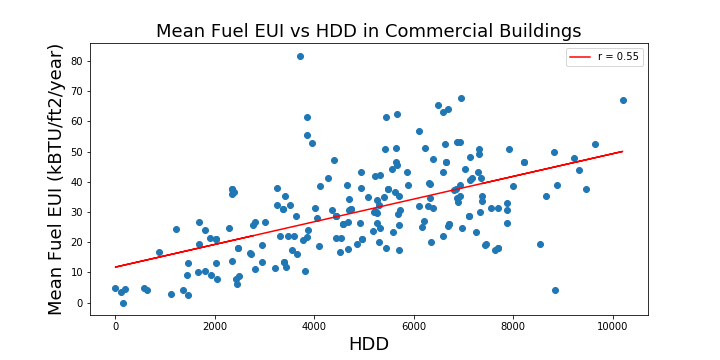 Mean Fuel EUI vs HDD in Commercial Buildings
r = 0.55
Mean Fuel EUI (kBTU/ft2/year)
80
70
60
50
40
30
20
10
0
0 2000 4000 6000 8000 10000
HDD